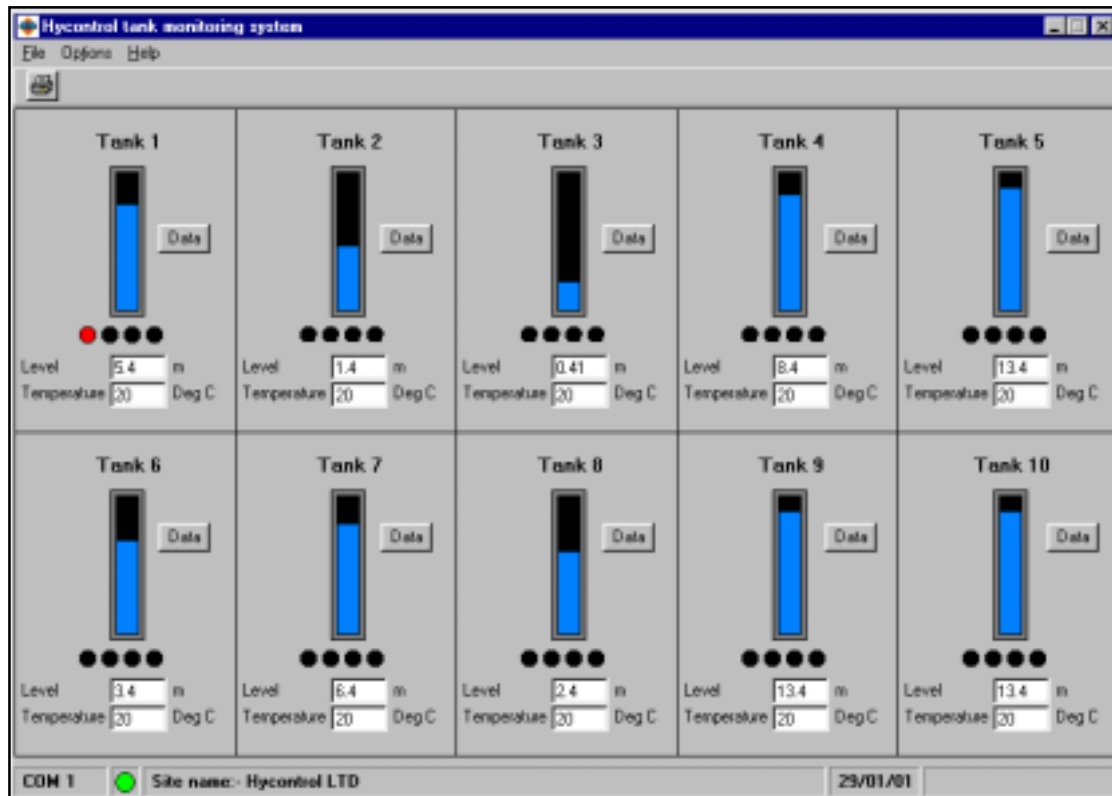 Hycontrol tank monitoring system
File Options Help
Tank 1 Tank 2 Tank 3 Tank 4 Tank 5
Data Data Data Data Data
Level 5.4 m Level 1.4 m Level 0.41 m Level 8.4 m Level 13.4 m
Temperature 20 Deg C Temperature 20 Deg C Temperature 20 Deg C Temperature 20 Deg C Temperature 20 Deg C
Tank 6 Tank 7 Tank 8 Tank 9 Tank 10
Data Data Data Data Data
Level 3.4 m Level 6.4 m Level 2.4 m Level 13.4 m Level 13.4 m
Temperature 20 Deg C Temperature 20 Deg C Temperature 20 Deg C Temperature 20 Deg C Temperature 20 Deg C
COM 1 Site name:- Hycontrol LTD 29/01/01